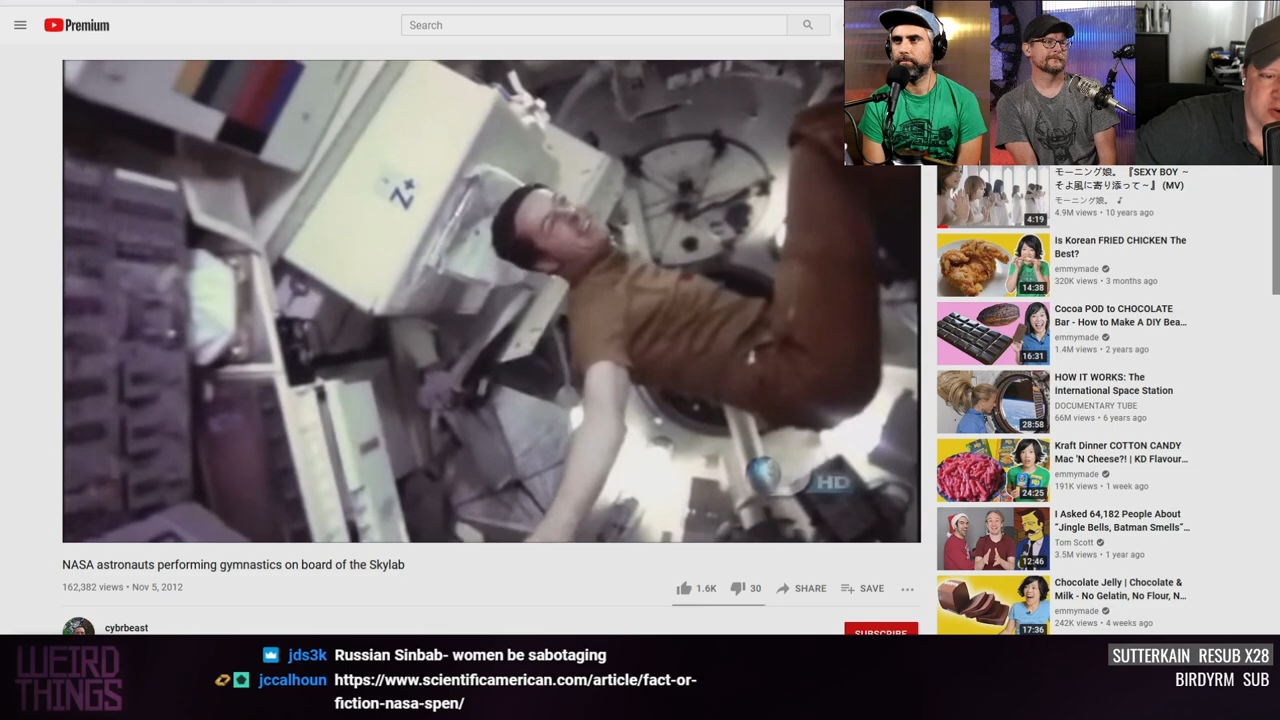 Premium
Search
Z+
HD
NASA astronauts performing gymnastics on board of the Skylab
162,382 views • Nov 5, 2012
1.6K
30
SHARE
SAVE
cybrbeast
SUBSCRIBE
モーニング娘。 『SEXY BOY ～
そよ風に寄り添って～』 (MV)
モーニング娘。
4.9M views • 10 years ago
4:19
Is Korean FRIED CHICKEN The
Best?
emmymade
320K views • 3 months ago
14:38
Cocoa POD to CHOCOLATE
Bar - How to Make A DIY Bea...
emmymade
1.4M views • 2 years ago
16:31
HOW IT WORKS: The
International Space Station
DOCUMENTARY TUBE
66M views • 6 years ago
28:58
Kraft Dinner COTTON CANDY
Mac 'N Cheese?! | KD Flavour...
emmymade
191K views • 1 week ago
24:25
I Asked 64,182 People About
“Jingle Bells, Batman Smells”...
Tom Scott
3.5M views • 1 year ago
12:46
Chocolate Jelly | Chocolate &
Milk - No Gelatin, No Flour, N...
emmymade
242K views • 4 weeks ago
17:36
WEIRD
THINGS
jds3k Russian Sinbab- women be sabotaging
jccalhoun https://www.scientificamerican.com/article/fact-or-
fiction-nasa-spen/
SUTTERKAIN RESUB X28
BIRDYRM SUB